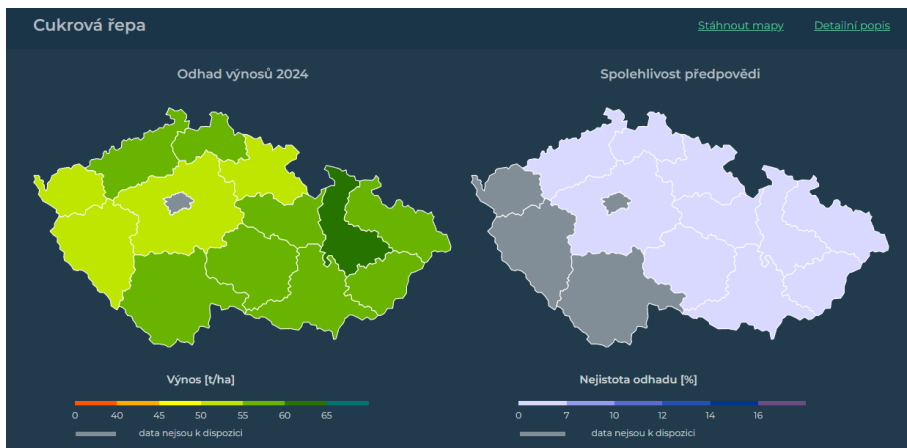 Cukrová řepa
Stáhnout mapy Detailní popis
Odhad výnosů 2024
Spolehlivost předpovědi
Výnos [t/ha]
0 40 45 50 55 60 65
data nejsou k dispozici
Nejistota odhadu [%]
0 7 10 12 14 16
data nejsou k dispozici